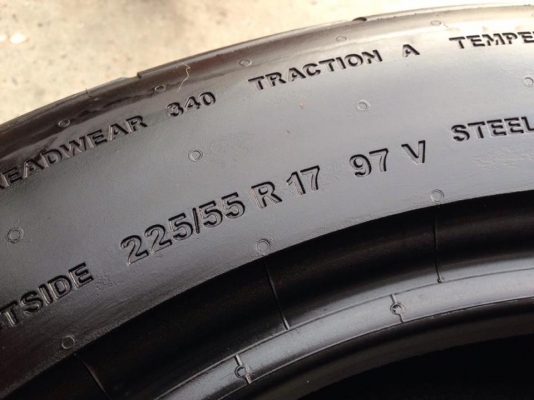 EADWEAR 340 TRACTION A TEMPE
TSIDE 225/55 R 17 97 V STEEL